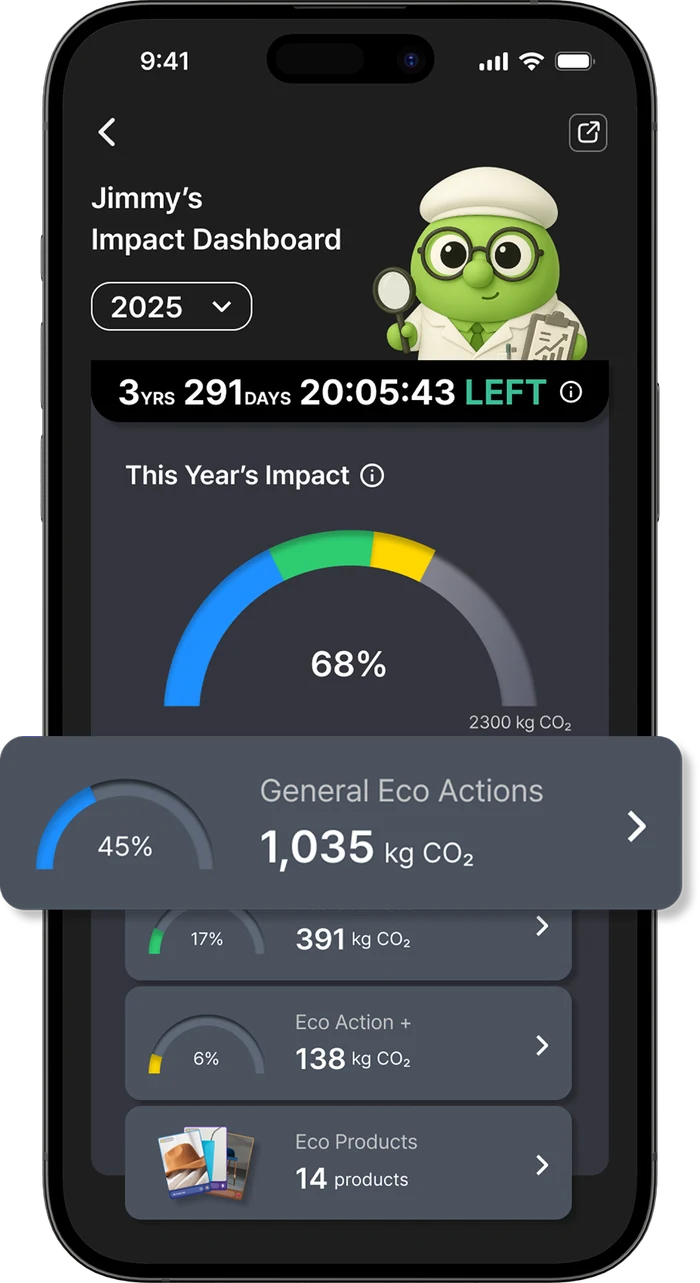 9:41
Jimmy’s
Impact Dashboard
2025
3YRS 291DAYS 20:05:43 LEFT
This Year’s Impact
68%
2300 kg CO₂
General Eco Actions
45%
1,035 kg CO₂
17%
391 kg CO₂
Eco Action +
6%
138 kg CO₂
Eco Products
14 products